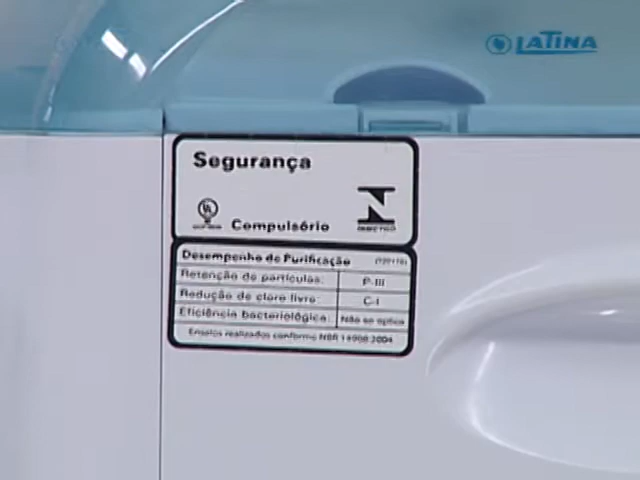 LATINA
Segurança
Compulsório
INMETRO
Desempenho de Purificação
Retenção de partículas: P-III
Redução de cloro livre: C-I
Eficiência bacteriológica: Não se aplica
Ensaios realizados conforme NBR 14908:2004